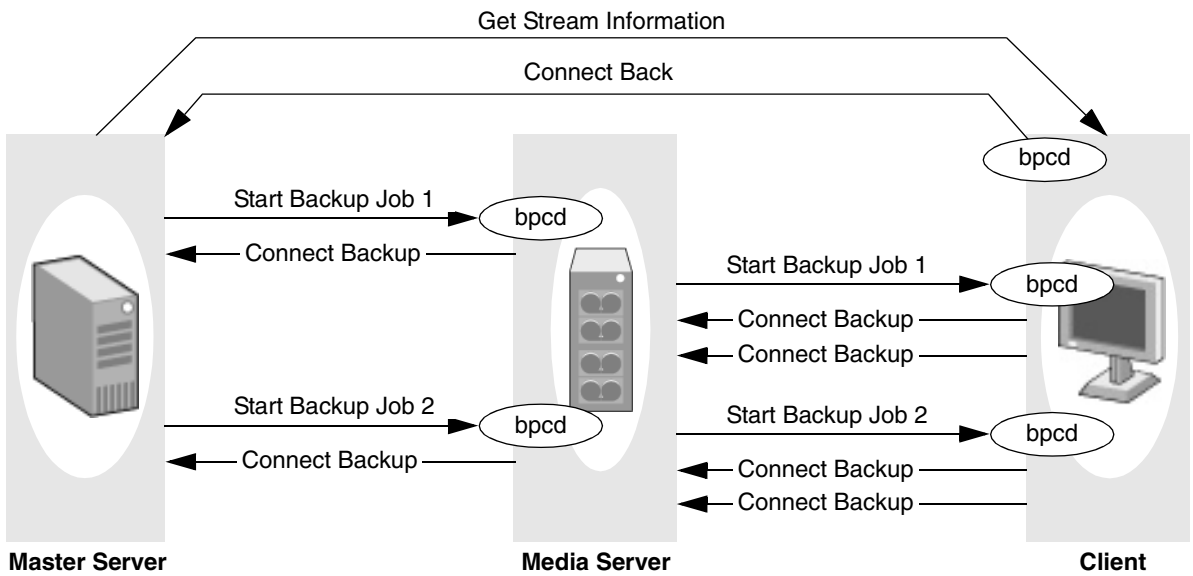 Get Stream Information
Connect Back
bpcd
Start Backup Job 1
bpcd
Connect Backup
Start Backup Job 1
bpcd
Connect Backup
Connect Backup
Start Backup Job 2
bpcd
Connect Backup
Start Backup Job 2
bpcd
Connect Backup
Connect Backup
Master Server
Media Server
Client